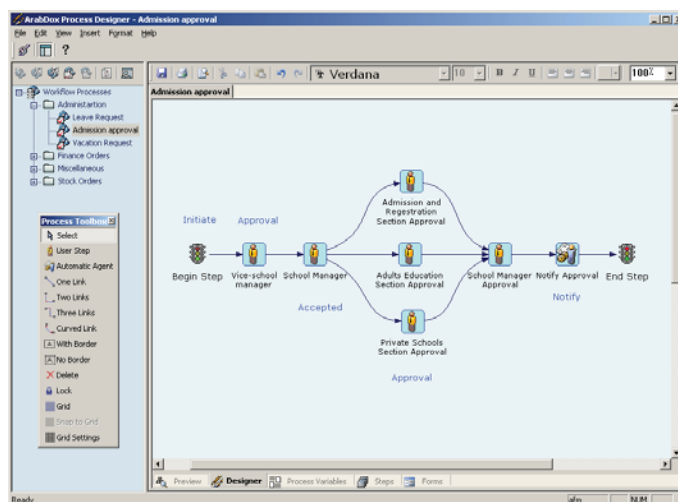 ArabDox Process Designer - Admission approval
File Edit View Insert Format Help
?
Verdana 10 B I U 100%
Workflow Processes
Administartion
Leave Request
Admission approval
Vacation Request
Finance Orders
Miscellaneous
Stock Orders
Process Toolbox
Select
User Step
Automatic Agent
One Link
Two Links
Three Links
Curved Link
With Border
No Border
Delete
Lock
Grid
Snap to Grid
Grid Settings
Admission approval
Initiate
Approval
Begin Step
Vice-school
manager
School Manager
Accepted
Admission and
Regestration
Section Approval
Adults Education
Section Approval
Private Schools
Section Approval
Approval
School Manager
Approval
Notify Approval
Notify
End Step
Preview Designer Process Variables Steps Forms
Ready
NUM